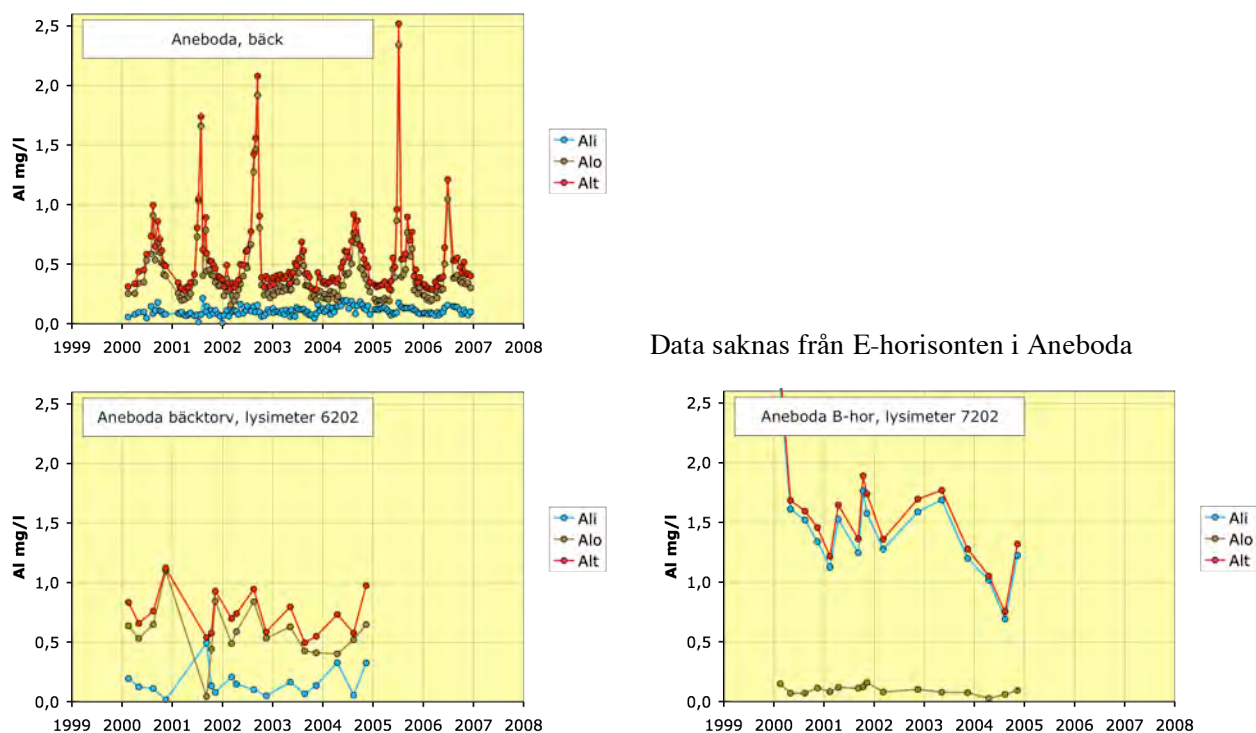 Aneboda, bäck
Al mg/l
2,5
2,0
1,5
1,0
0,5
0,0
1999 2000 2001 2002 2003 2004 2005 2006 2007 2008
Ali
Alo
Alt
Data saknas från E-horisonten i Aneboda
Aneboda bäcktorv, lysimeter 6202
Al mg/l
2,5
2,0
1,5
1,0
0,5
0,0
1999 2000 2001 2002 2003 2004 2005 2006 2007 2008
Ali
Alo
Alt
Aneboda B-hor, lysimeter 7202
Al mg/l
2,5
2,0
1,5
1,0
0,5
0,0
1999 2000 2001 2002 2003 2004 2005 2006 2007 2008
Ali
Alo
Alt